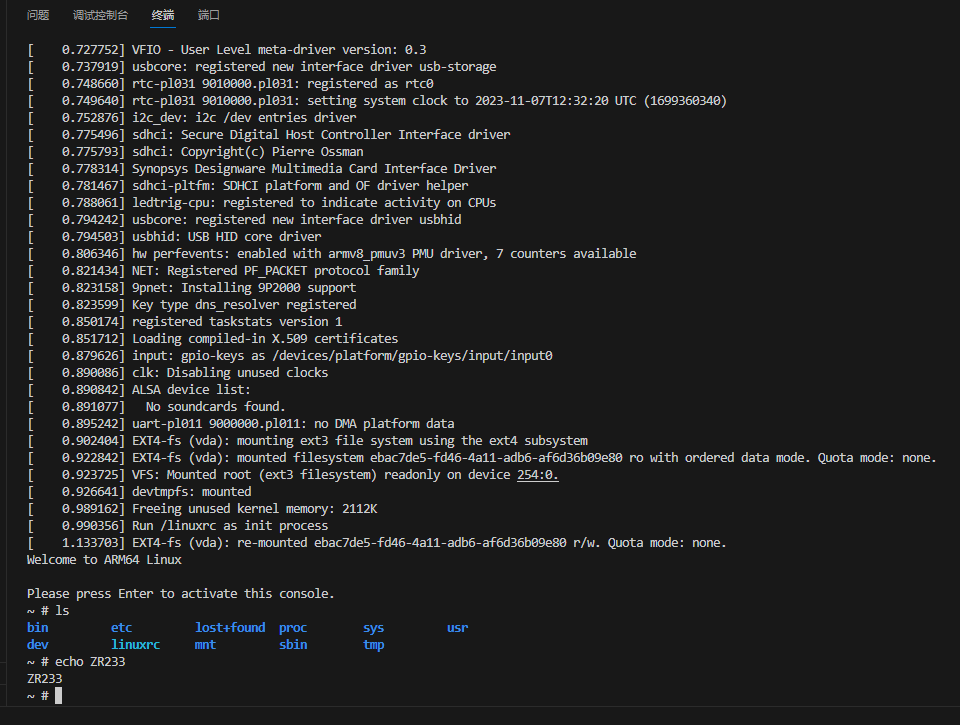 问题 调试控制台 终端 端口
[    0.727752] VFIO - User Level meta-driver version: 0.3
[    0.737919] usbcore: registered new interface driver usb-storage
[    0.748660] rtc-pl031 9010000.pl031: registered as rtc0
[    0.749640] rtc-pl031 9010000.pl031: setting system clock to 2023-11-07T12:32:20 UTC (1699360340)
[    0.752876] i2c_dev: i2c /dev entries driver
[    0.775496] sdhci: Secure Digital Host Controller Interface driver
[    0.775793] sdhci: Copyright(c) Pierre Ossman
[    0.778314] Synopsys Designware Multimedia Card Interface Driver
[    0.781467] sdhci-pltfm: SDHCI platform and OF driver helper
[    0.788061] ledtrig-cpu: registered to indicate activity on CPUs
[    0.794242] usbcore: registered new interface driver usbhid
[    0.794503] usbhid: USB HID core driver
[    0.806346] hw perfevents: enabled with armv8_pmuv3 PMU driver, 7 counters available
[    0.821434] NET: Registered PF_PACKET protocol family
[    0.823158] 9pnet: Installing 9P2000 support
[    0.823599] Key type dns_resolver registered
[    0.850174] registered taskstats version 1
[    0.851712] Loading compiled-in X.509 certificates
[    0.879626] input: gpio-keys as /devices/platform/gpio-keys/input/input0
[    0.890086] clk: Disabling unused clocks
[    0.890842] ALSA device list:
[    0.891077]   No soundcards found.
[    0.895242] uart-pl011 9000000.pl011: no DMA platform data
[    0.902404] EXT4-fs (vda): mounting ext3 file system using the ext4 subsystem
[    0.922842] EXT4-fs (vda): mounted filesystem ebac7de5-fd46-4a11-adb6-af6d36b09e80 ro with ordered data mode. Quota mode: none.
[    0.923725] VFS: Mounted root (ext3 filesystem) readonly on device 254:0.
[    0.926641] devtmpfs: mounted
[    0.989162] Freeing unused kernel memory: 2112K
[    0.990356] Run /linuxrc as init process
[    1.133703] EXT4-fs (vda): re-mounted ebac7de5-fd46-4a11-adb6-af6d36b09e80 r/w. Quota mode: none.
Welcome to ARM64 Linux
Please press Enter to activate this console.
~ # ls
bin         etc         lost+found  proc        sys         usr
dev         linuxrc     mnt         sbin        tmp
~ # echo ZR233
ZR233
~ #